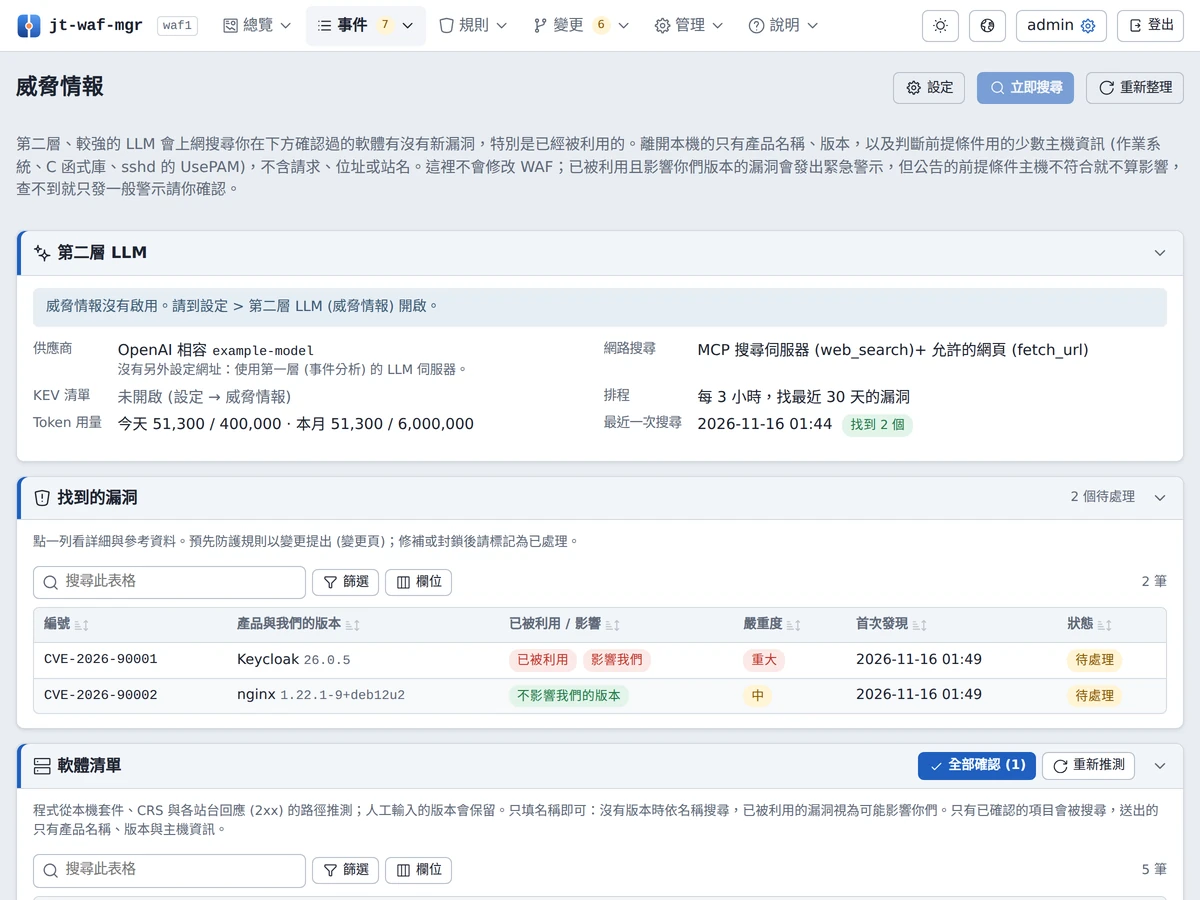 jt-waf-mgr waf1 總覽 事件 7 規則 變更 6 管理 說明 admin 登出
威脅情報 設定 立即搜尋 重新整理
第二層、較強的 LLM 會上網搜尋你在下方確認過的軟體有沒有新漏洞，特別是已經被利用的。離開本機的只有產品名稱、版本，以及判斷前提條件用的少數主機資訊 (作業系
統、C 函式庫、sshd 的 UsePAM)，不含請求、位址或站名。這裡不會修改 WAF；已被利用且影響你們版本的漏洞會發出緊急警示，但公告的前提條件主機不符合就不算影響，
查不到就只發一般警示請你確認。
第二層 LLM
威脅情報沒有啟用。請到設定 > 第二層 LLM (威脅情報) 開啟。
供應商 OpenAI 相容 example-model 網路搜尋 MCP 搜尋伺服器 (web_search)+ 允許的網頁 (fetch_url)
沒有另外設定網址：使用第一層 (事件分析) 的 LLM 伺服器。
KEV 清單 未開啟 (設定 → 威脅情報) 排程 每 3 小時，找最近 30 天的漏洞
Token 用量 今天 51,300 / 400,000 · 本月 51,300 / 6,000,000 最近一次搜尋 2026-11-16 01:44 找到 2 個
找到的漏洞 2 個待處理
點一列看詳細與參考資料。預先防護規則以變更提出 (變更頁)；修補或封鎖後請標記為已處理。
搜尋此表格 篩選 欄位 2 筆
編號 產品與我們的版本 已被利用 / 影響 嚴重度 首次發現 狀態
CVE-2026-90001 Keycloak 26.0.5 已被利用 影響我們 重大 2026-11-16 01:49 待處理
CVE-2026-90002 nginx 1.22.1-9+deb12u2 不影響我們的版本 中 2026-11-16 01:49 待處理
軟體清單 全部確認 (1) 重新推測
程式從本機套件、CRS 與各站台回應 (2xx) 的路徑推測；人工輸入的版本會保留。只填名稱即可：沒有版本時依名稱搜尋，已被利用的漏洞視為可能影響你們。只有已確認的項目會被搜尋，送出的
只有產品名稱、版本與主機資訊。
搜尋此表格 篩選 欄位 5 筆